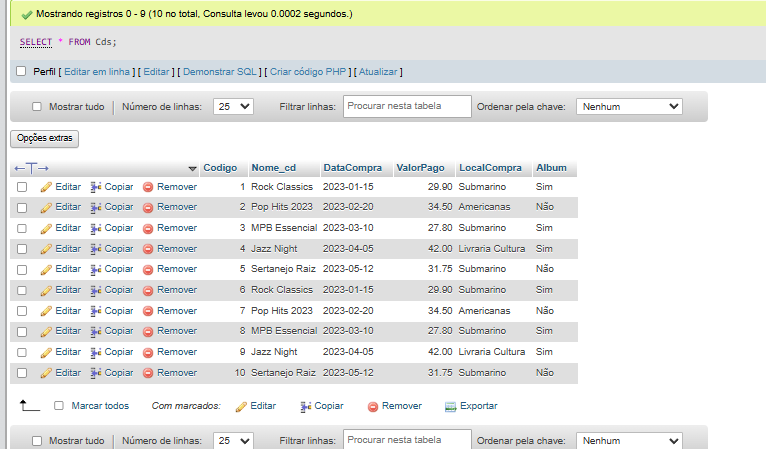 Mostrando registros 0 - 9 (10 no total, Consulta levou 0.0002 segundos.)
SELECT * FROM Cds;
Perfil [ Editar em linha ] [ Editar ] [ Demonstrar SQL ] [ Criar código PHP ] [ Atualizar ]
Mostrar tudo Número de linhas: 25 Filtrar linhas: Procurar nesta tabela Ordenar pela chave: Nenhum
Opções extras
Codigo Nome_cd DataCompra ValorPago LocalCompra Album
Editar Copiar Remover 1 Rock Classics 2023-01-15 29.90 Submarino Sim
Editar Copiar Remover 2 Pop Hits 2023 2023-02-20 34.50 Americanas Não
Editar Copiar Remover 3 MPB Essencial 2023-03-10 27.80 Submarino Sim
Editar Copiar Remover 4 Jazz Night 2023-04-05 42.00 Livraria Cultura Sim
Editar Copiar Remover 5 Sertanejo Raiz 2023-05-12 31.75 Submarino Não
Editar Copiar Remover 6 Rock Classics 2023-01-15 29.90 Submarino Sim
Editar Copiar Remover 7 Pop Hits 2023 2023-02-20 34.50 Americanas Não
Editar Copiar Remover 8 MPB Essencial 2023-03-10 27.80 Submarino Sim
Editar Copiar Remover 9 Jazz Night 2023-04-05 42.00 Livraria Cultura Sim
Editar Copiar Remover 10 Sertanejo Raiz 2023-05-12 31.75 Submarino Não
Marcar todos Com marcados: Editar Copiar Remover Exportar
Mostrar tudo Número de linhas: 25 Filtrar linhas: Procurar nesta tabela Ordenar pela chave: Nenhum